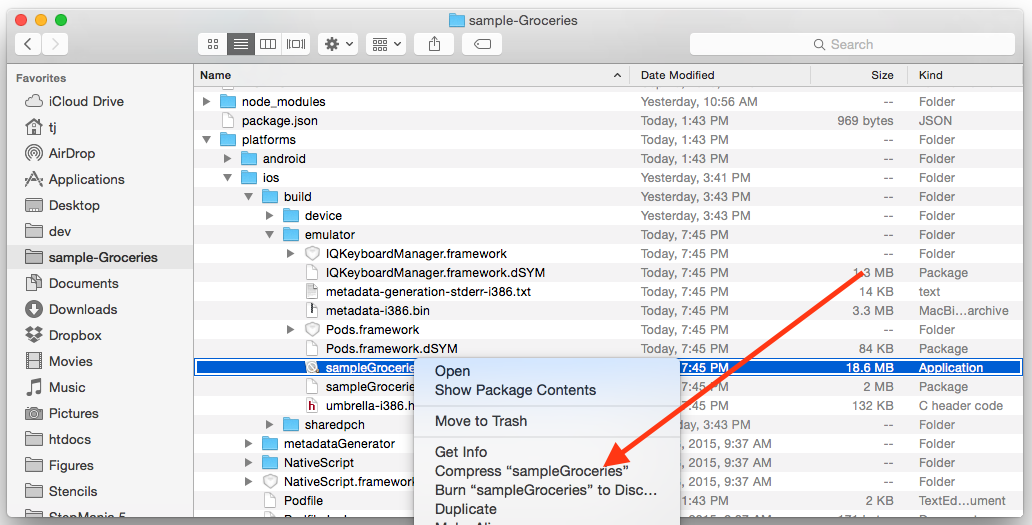 sample-Groceries
Search
Favorites
iCloud Drive
tj
AirDrop
Applications
Desktop
dev
sample-Groceries
Documents
Downloads
Dropbox
Movies
Music
Pictures
htdocs
Figures
Stencils
StepMania 5
Name Date Modified Size Kind
node_modules Yesterday, 10:56 AM -- Folder
package.json Today, 1:43 PM 969 bytes JSON
platforms Today, 1:43 PM -- Folder
android Today, 1:43 PM -- Folder
ios Yesterday, 3:41 PM -- Folder
build Yesterday, 3:43 PM -- Folder
device Yesterday, 3:43 PM -- Folder
emulator Today, 7:45 PM -- Folder
IQKeyboardManager.framework Today, 7:45 PM -- Folder
IQKeyboardManager.framework.dSYM Today, 7:45 PM 1.3 MB Package
metadata-generation-stderr-i386.txt Today, 7:45 PM 14 KB text
metadata-i386.bin Today, 7:45 PM 3.3 MB MacBi...archive
Pods.framework Today, 7:45 PM -- Folder
Pods.framework.dSYM Today, 7:45 PM 84 KB Package
sampleGrocerie 7:45 PM 18.6 MB Application
sampleGrocerie 7:45 PM 2 MB Package
umbrella-i386.h 7:45 PM 132 KB C header code
sharedpch day, 3:43 PM -- Folder
metadataGenerator 2015, 9:37 AM -- Folder
NativeScript 2015, 9:37 AM -- Folder
NativeScript.framework 2015, 9:37 AM -- Folder
Podfile 1:43 PM 2 KB TextEd...ument
Open
Show Package Contents
Move to Trash
Get Info
Compress “sampleGroceries”
Burn “sampleGroceries” to Disc…
Duplicate
Make Alias